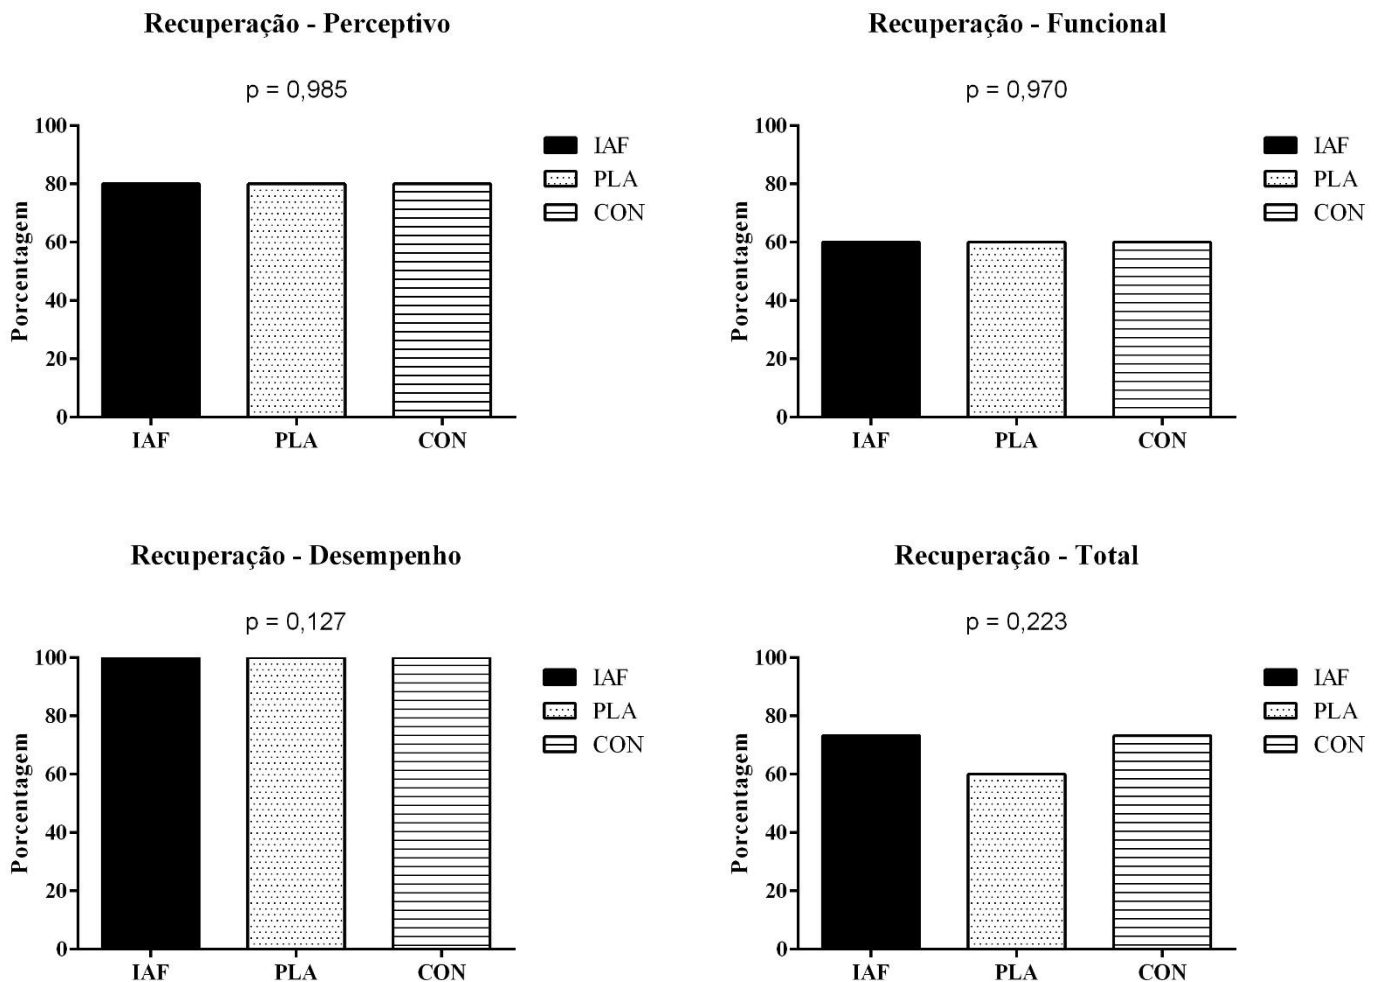 Recuperação - Perceptivo
p = 0,985
Porcentagem
100
80
60
40
20
0
IAF
PLA
CON
IAF
PLA
CON
Recuperação - Funcional
p = 0,970
Porcentagem
100
80
60
40
20
0
IAF
PLA
CON
IAF
PLA
CON
Recuperação - Desempenho
p = 0,127
Porcentagem
100
80
60
40
20
0
IAF
PLA
CON
IAF
PLA
CON
Recuperação - Total
p = 0,223
Porcentagem
100
80
60
40
20
0
IAF
PLA
CON
IAF
PLA
CON